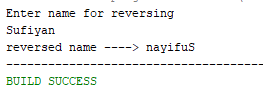 Enter name for reversing
Sufiyan
reversed name ----> nayifuS
------------------------------------------
BUILD SUCCESS